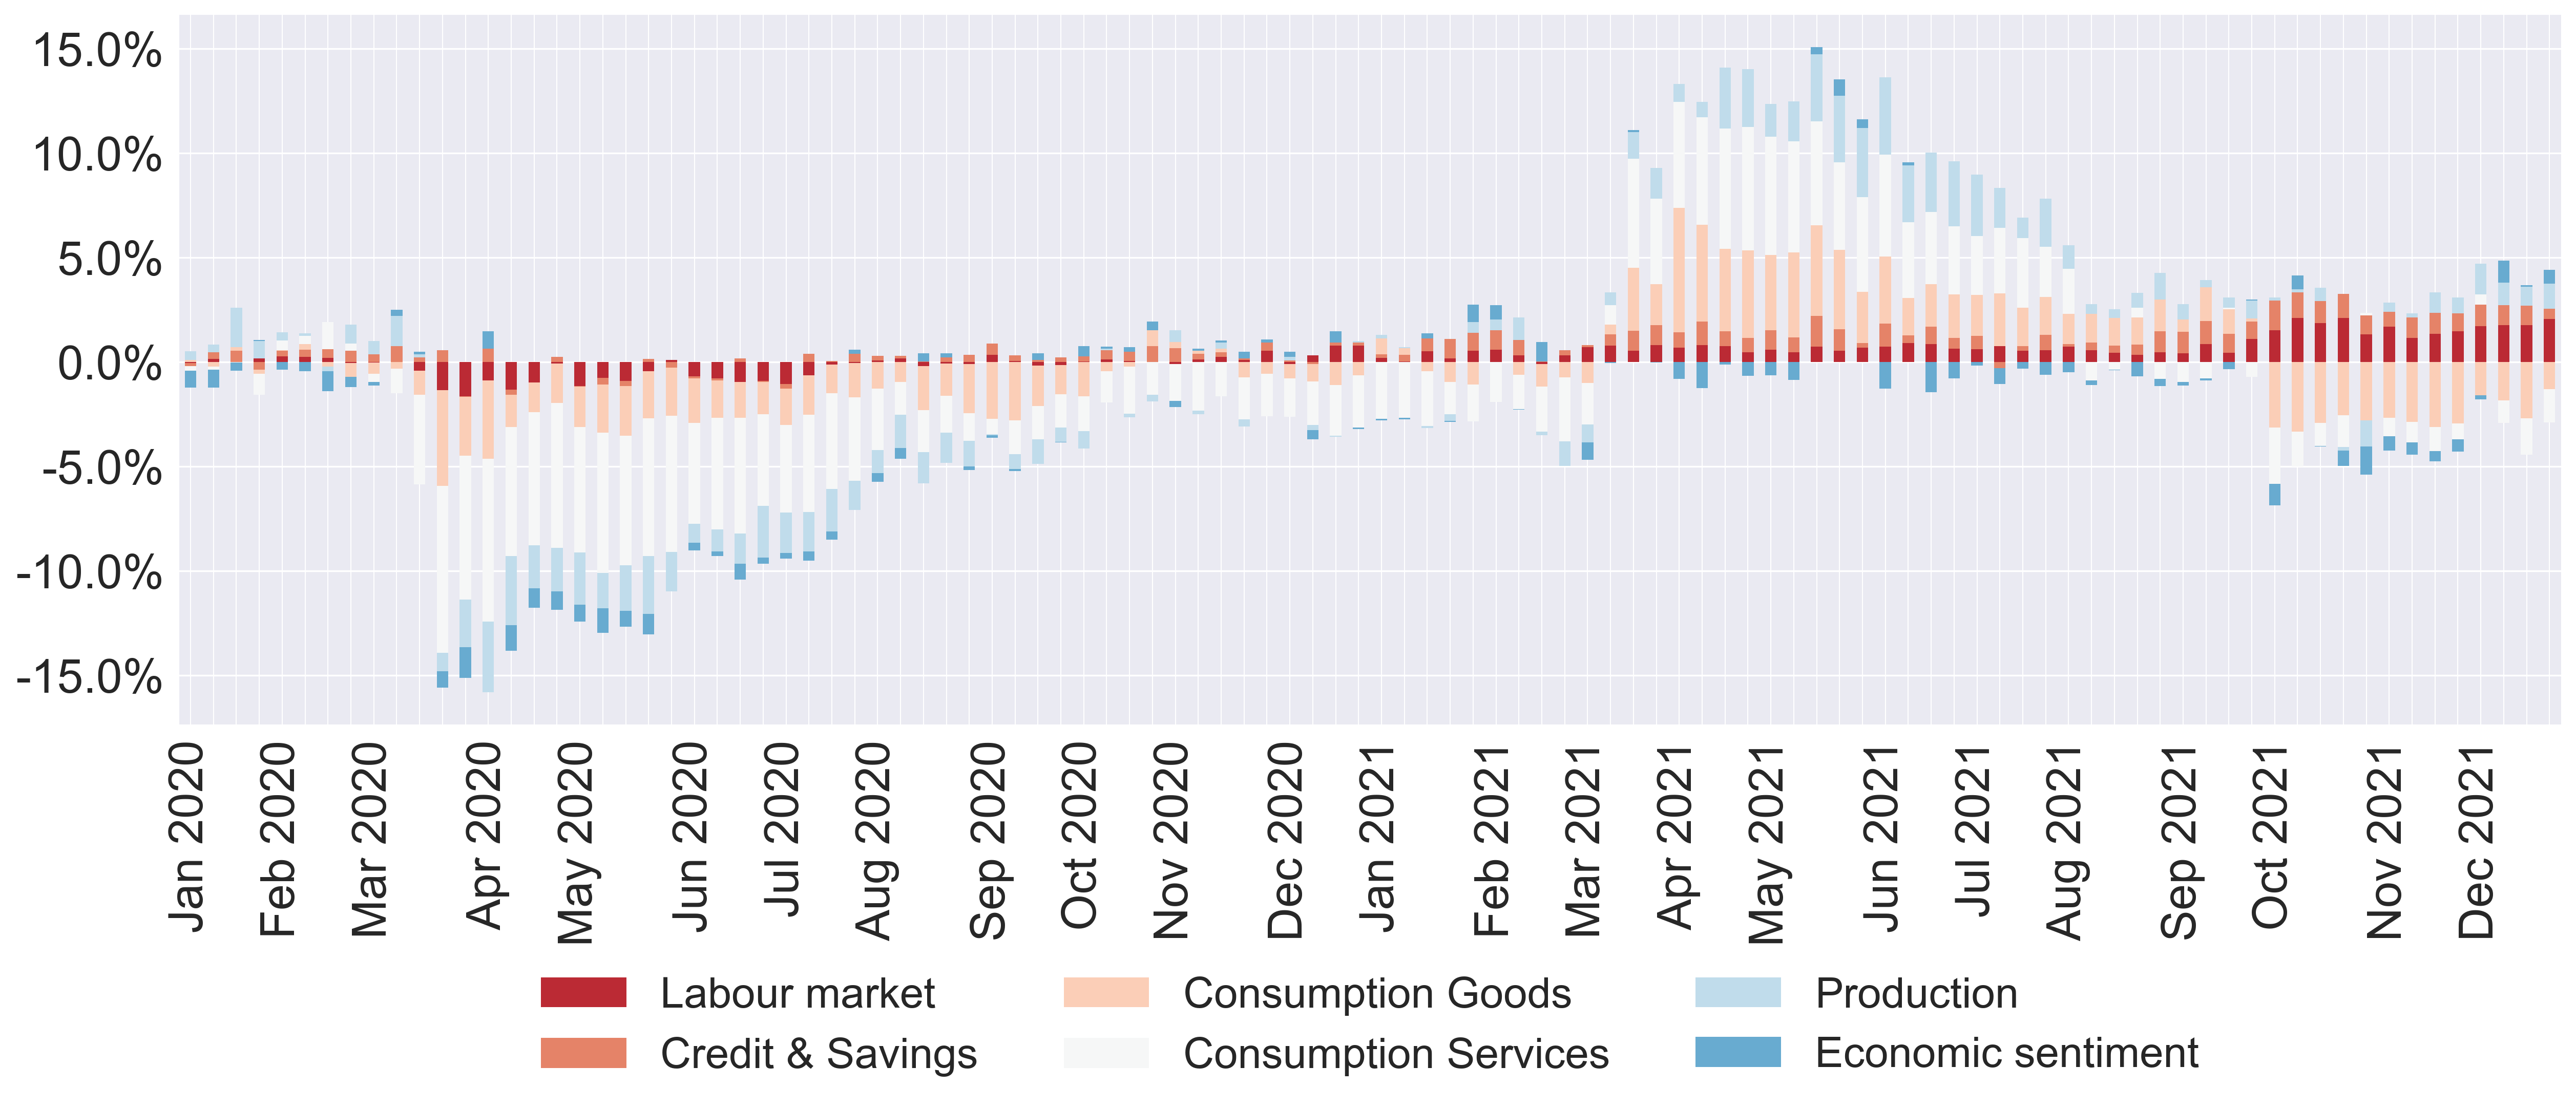 15.0%
10.0%
5.0%
0.0%
-5.0%
-10.0%
-15.0%
Jan 2020
Feb 2020
Mar 2020
Apr 2020
May 2020
Jun 2020
Jul 2020
Aug 2020
Sep 2020
Oct 2020
Nov 2020
Dec 2020
Jan 2021
Feb 2021
Mar 2021
Apr 2021
May 2021
Jun 2021
Jul 2021
Aug 2021
Sep 2021
Oct 2021
Nov 2021
Dec 2021
Labour market
Consumption Goods
Production
Credit & Savings
Consumption Services
Economic sentiment